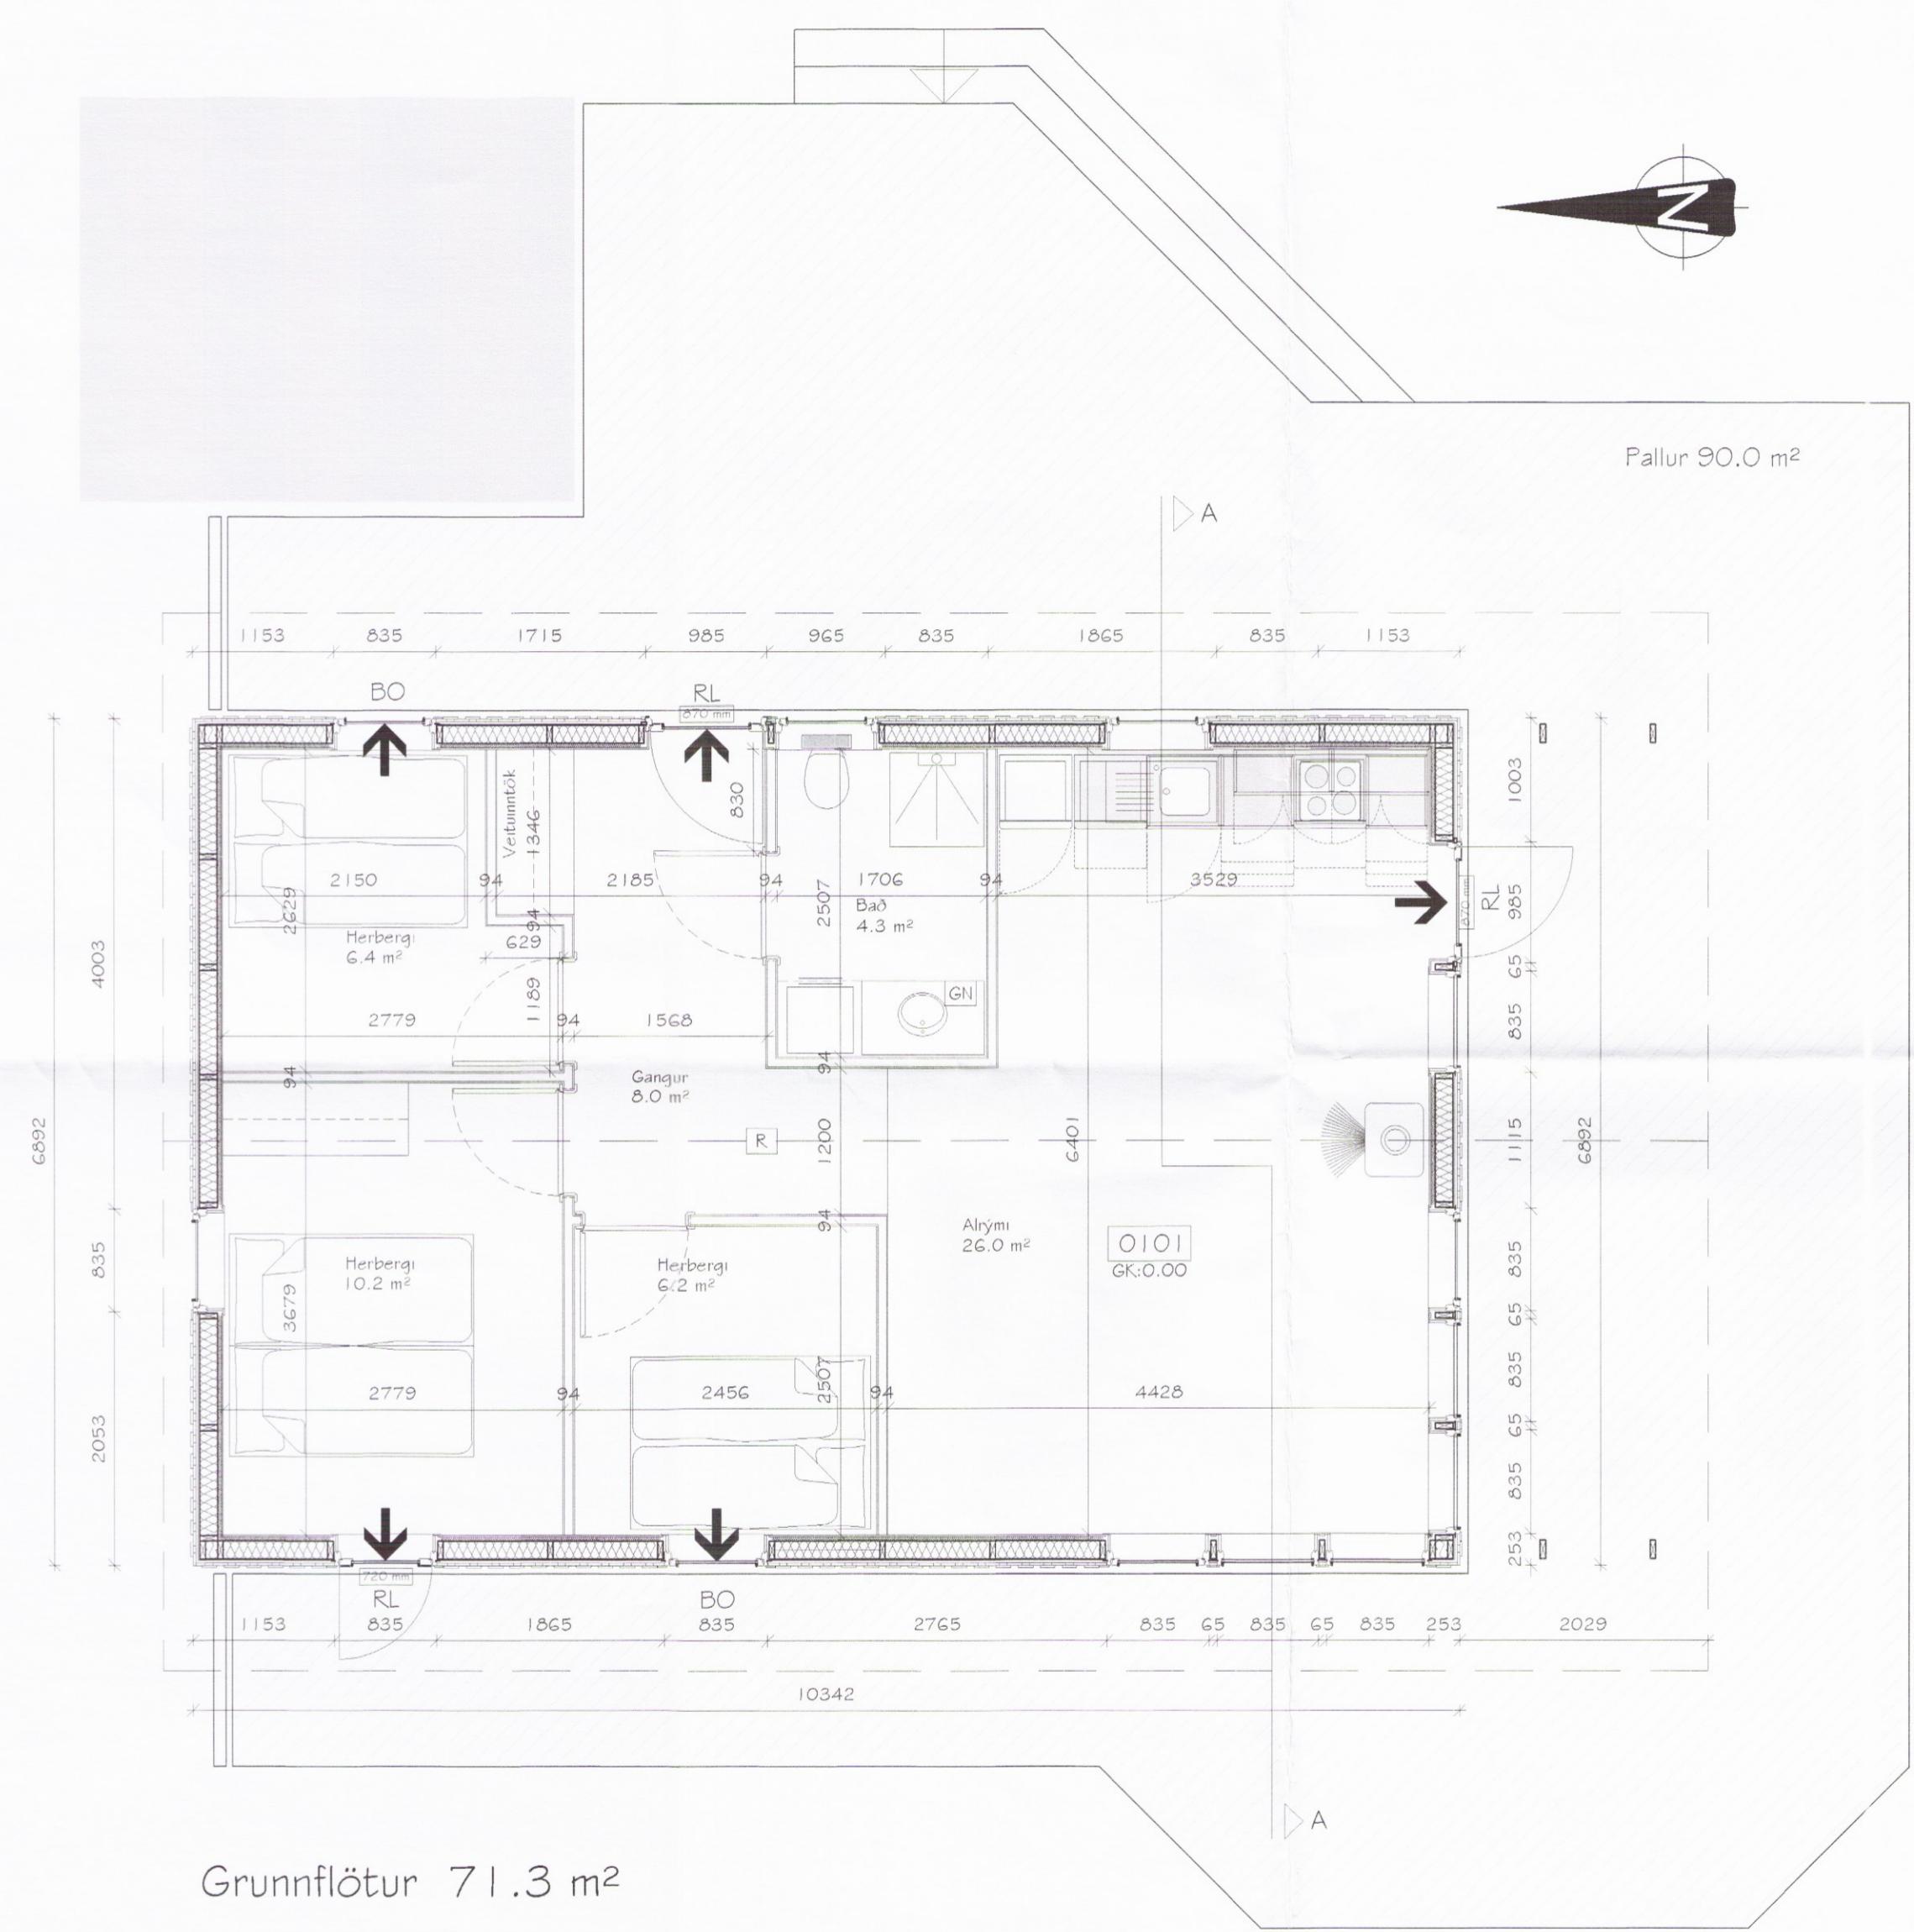 N
Pallur 90.0 m²
A
1153 835 1715 985 965 835 1865 835 1153
BO
RL
870 mm
Veituinntök
1346
830
1003
2150 94 2185 94 1706 94 3529
2629
94
2507
Bað
4.3 m²
870 mm
RL
985
Herbergi
6.4 m²
629
4003
65
1189
GN
835
2779 94 1568
94
94
Gangur
8.0 m²
R
1200
6401
1115
6892
6892
94
Alrými
26.0 m²
0101
GK:0.00
835
835
Herbergi
10.2 m²
Herbergi
6.2 m²
3679
65
835
2507
2779 94 2456 94 4428
65
2053
835
253
720 mm
RL
BO
1153 835 1865 835 2765 835 65 835 65 835 253 2029
10342
A
Grunnflötur 71.3 m²